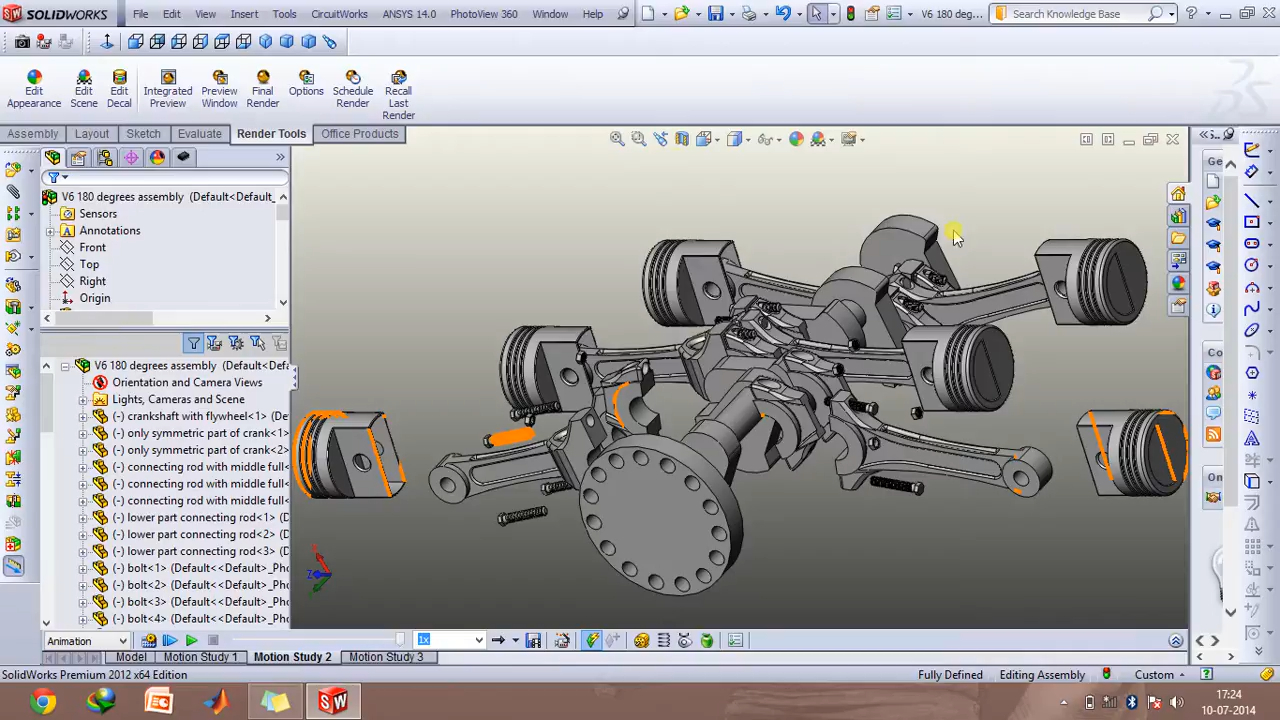 SOLIDWORKS File Edit View Insert Tools CircuitWorks ANSYS 14.0 PhotoView 360 Window Help V6 180 deg... Search Knowledge Base
Edit Appearance
Edit Scene
Edit Decal
Integrated Preview
Preview Window
Final Render
Options
Schedule Render
Recall Last Render
Assembly Layout Sketch Evaluate Render Tools Office Products
V6 180 degrees assembly (Default<Default_
Sensors
Annotations
Front
Top
Right
Origin
V6 180 degrees assembly (Defa
Orientation and Camera Views
Lights, Cameras and Scene
(-) crankshaft with flywheel<1> (De
(-) only symmetric part of crank<1>
(-) only symmetric part of crank<2>
(-) connecting rod with middle full<
(-) connecting rod with middle full<
(-) connecting rod with middle full<
(-) lower part connecting rod<1> (D
(-) lower part connecting rod<2> (D
(-) lower part connecting rod<3> (D
(-) bolt<1> (Default<<Default>_Pho
(-) bolt<2> (Default<<Default>_Pho
(-) bolt<3> (Default<<Default>_Pho
(-) bolt<4> (Default<<Default>_Pho
Ge
Co
On
Z
Animation 1x
Model Motion Study 1 Motion Study 2 Motion Study 3
SolidWorks Premium 2012 x64 Edition Fully Defined Editing Assembly Custom
17:24
10-07-2014